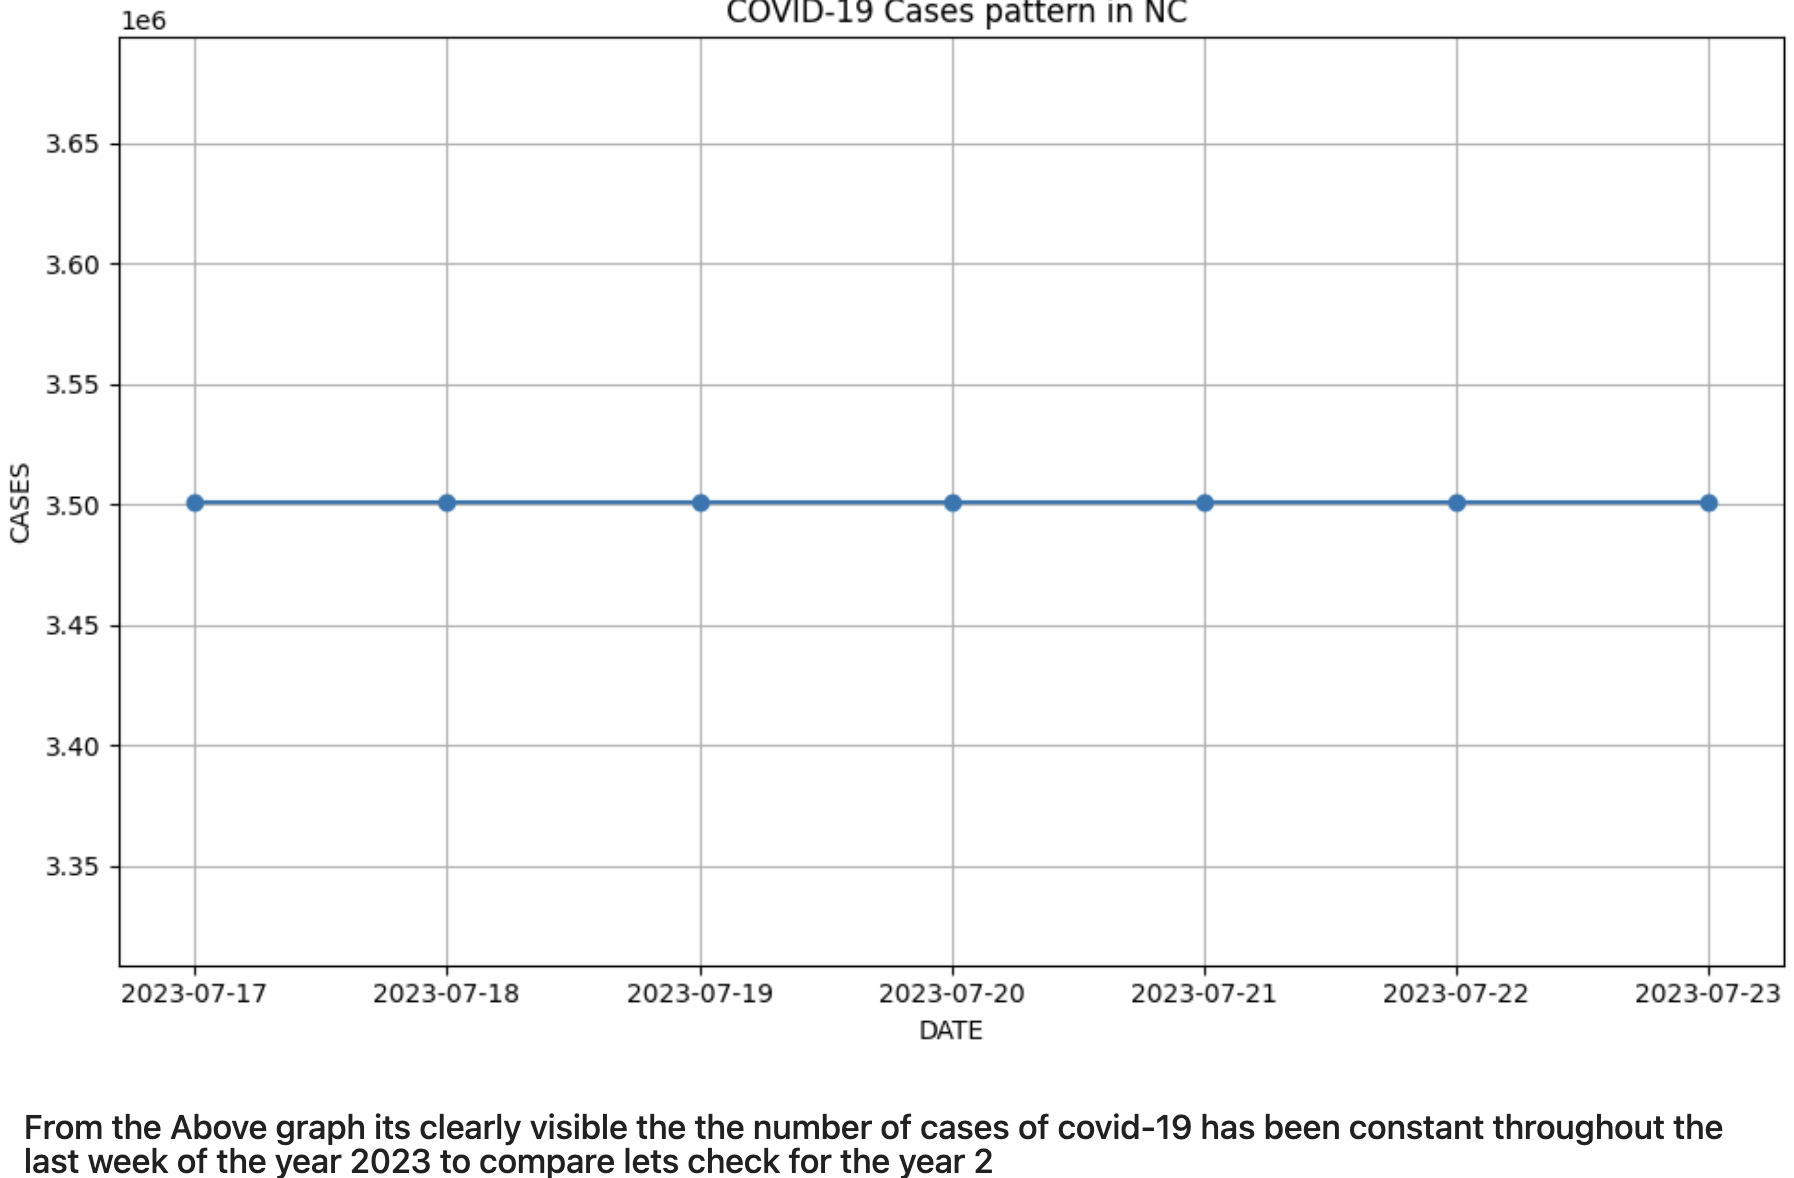 COVID-19 Cases pattern in NC
1e6
3.65
3.60
3.55
3.50
3.45
3.40
3.35
CASES
2023-07-17 2023-07-18 2023-07-19 2023-07-20 2023-07-21 2023-07-22 2023-07-23
DATE
From the Above graph its clearly visible the the number of cases of covid-19 has been constant throughout the
last week of the year 2023 to compare lets check for the year 2